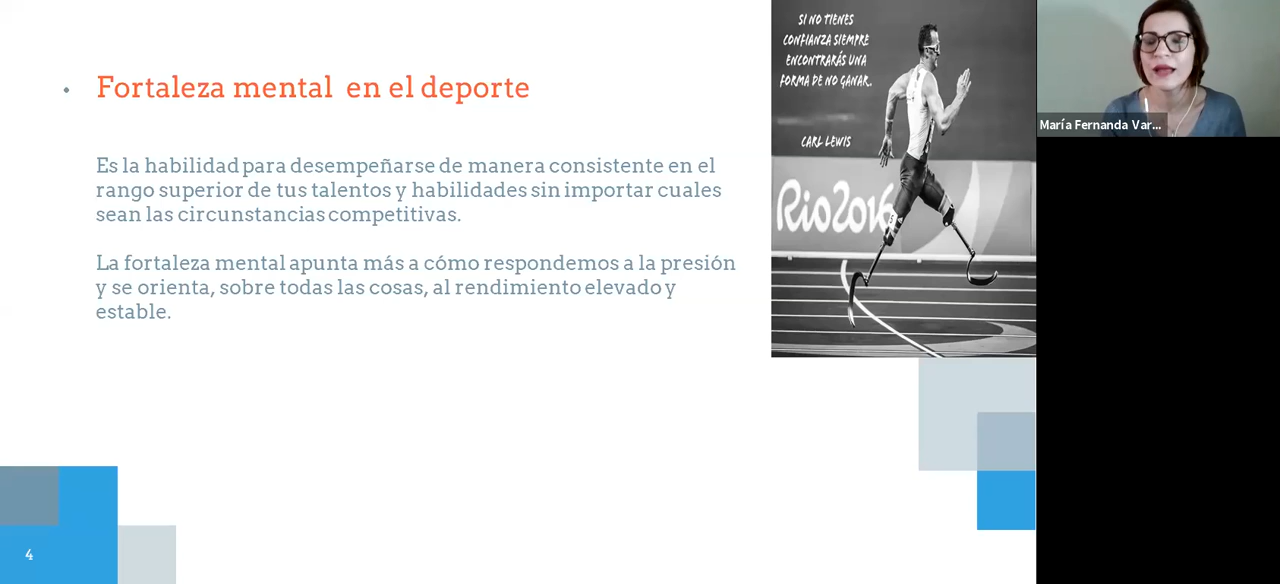 Fortaleza mental en el deporte
Es la habilidad para desempeñarse de manera consistente en el
rango superior de tus talentos y habilidades sin importar cuales
sean las circunstancias competitivas.
La fortaleza mental apunta más a cómo respondemos a la presión
y se orienta, sobre todas las cosas, al rendimiento elevado y
estable.
4
SI NO TIENES
CONFIANZA SIEMPRE
ENCONTRARÁS UNA
FORMA DE NO GANAR.
CARL LEWIS
Rio2016
María Fernanda Var...